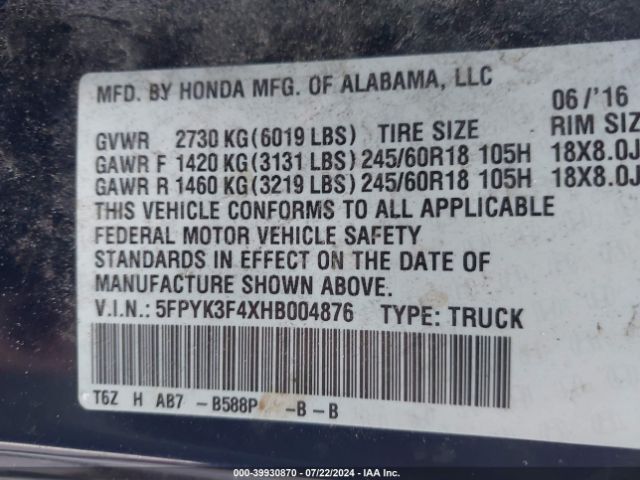 MFD. BY HONDA MFG. OF ALABAMA, LLC 06/'16
GVWR 2730 KG(6019 LBS) TIRE SIZE RIM SIZ
GAWR F 1420 KG(3131 LBS) 245/60R18 105H 18X8.0J
GAWR R 1460 KG(3219 LBS) 245/60R18 105H 18X8.0J
THIS VEHICLE CONFORMS TO ALL APPLICABLE
FEDERAL MOTOR VEHICLE SAFETY
STANDARDS IN EFFECT ON THE DATE OF
MANUFACTURE SHOWN ABOVE.
V.I.N.: 5FPYK3F4XHB004876 TYPE: TRUCK
T6Z H AB7 -B588P -B-B
000-39930870 - 07/22/2024 - IAA Inc.